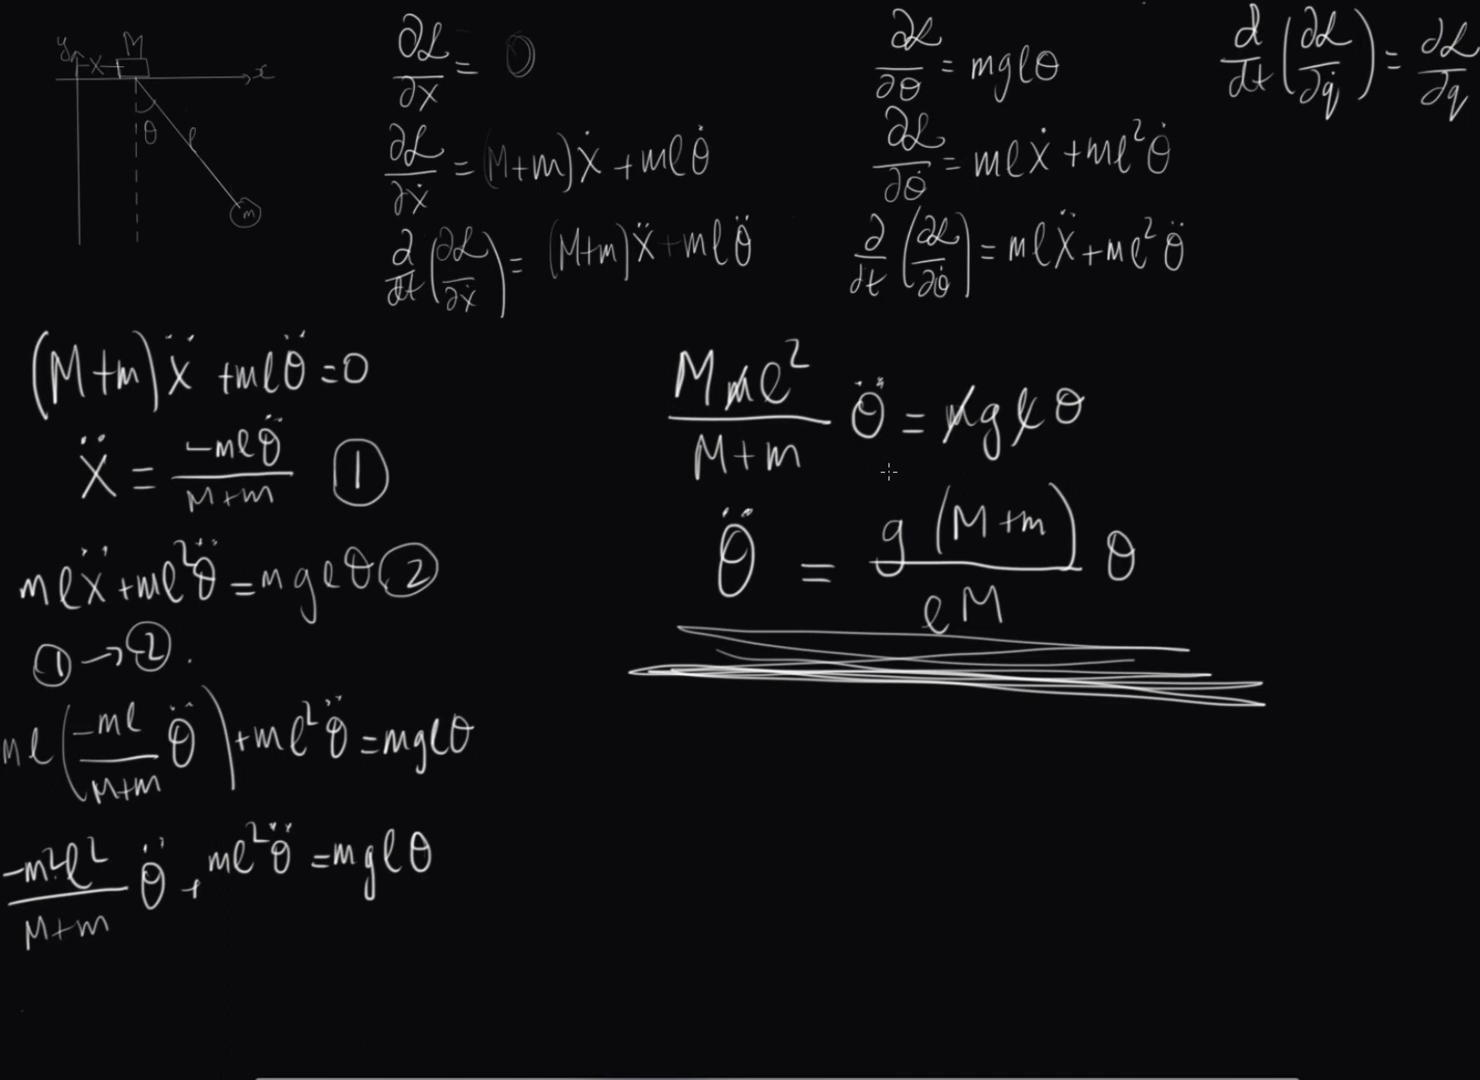 y M
x x
θ ℓ
m
∂ℒ/∂x = 0
∂ℒ/∂ẋ = (M+m)ẋ + mℓθ̇
∂/dt (∂ℒ/∂ẋ) = (M+m)ẍ + mℓθ̈
∂ℒ/∂θ = mgℓθ
∂ℒ/∂θ̇ = mℓẋ + mℓ²θ̇
∂/dt (∂ℒ/∂θ̇) = mℓẍ + mℓ²θ̈
d/dt (∂ℒ/∂q̇) = ∂ℒ/∂q
(M+m)ẍ + mℓθ̈ = 0
ẍ = -mℓθ̈/M+m ①
mℓẍ + mℓ²θ̈ = mgℓθ ②
① → ②.
mℓ(-mℓ/M+m θ̈) + mℓ²θ̈ = mgℓθ
-m²ℓ²/M+m θ̈ + mℓ²θ̈ = mgℓθ
Mmℓ²/M+m θ̈ = mgℓθ
θ̈ = g(M+m)/ℓM θ